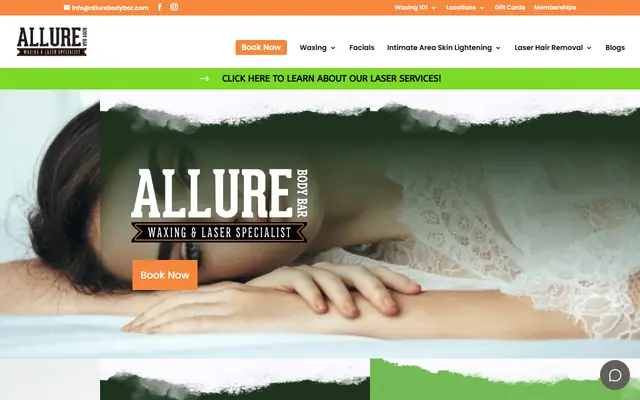 info@allurebodybar.com
Waxing 101
Locations
Gift Cards
Memberships
ALLURE BODY BAR
WAXING & LASER SPECIALIST
Book Now
Waxing
Facials
Intimate Area Skin Lightening
Laser Hair Removal
Blogs
CLICK HERE TO LEARN ABOUT OUR LASER SERVICES!
ALLURE BODY BAR
WAXING & LASER SPECIALIST
Book Now